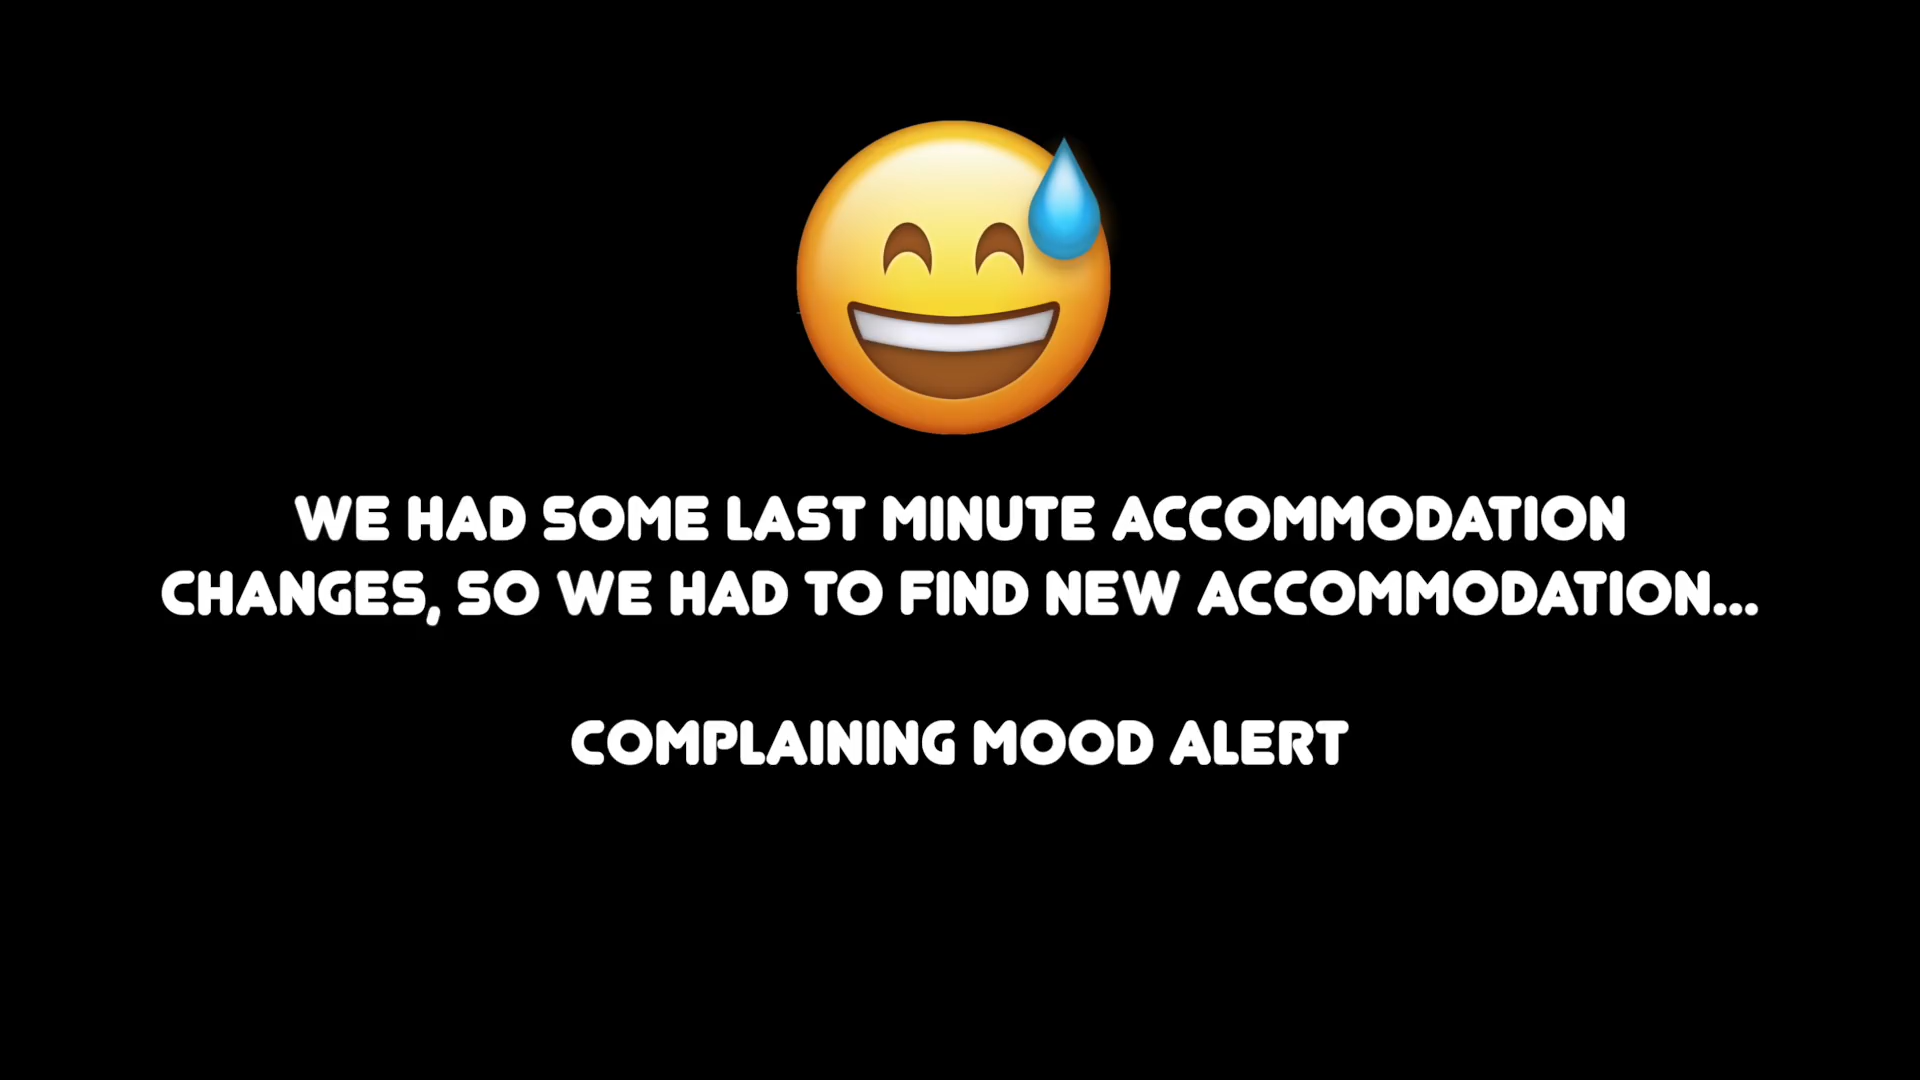 WE HAD SOME LAST MINUTE ACCOMMODATION
CHANGES, SO WE HAD TO FIND NEW ACCOMMODATION...
COMPLAINING MOOD ALERT